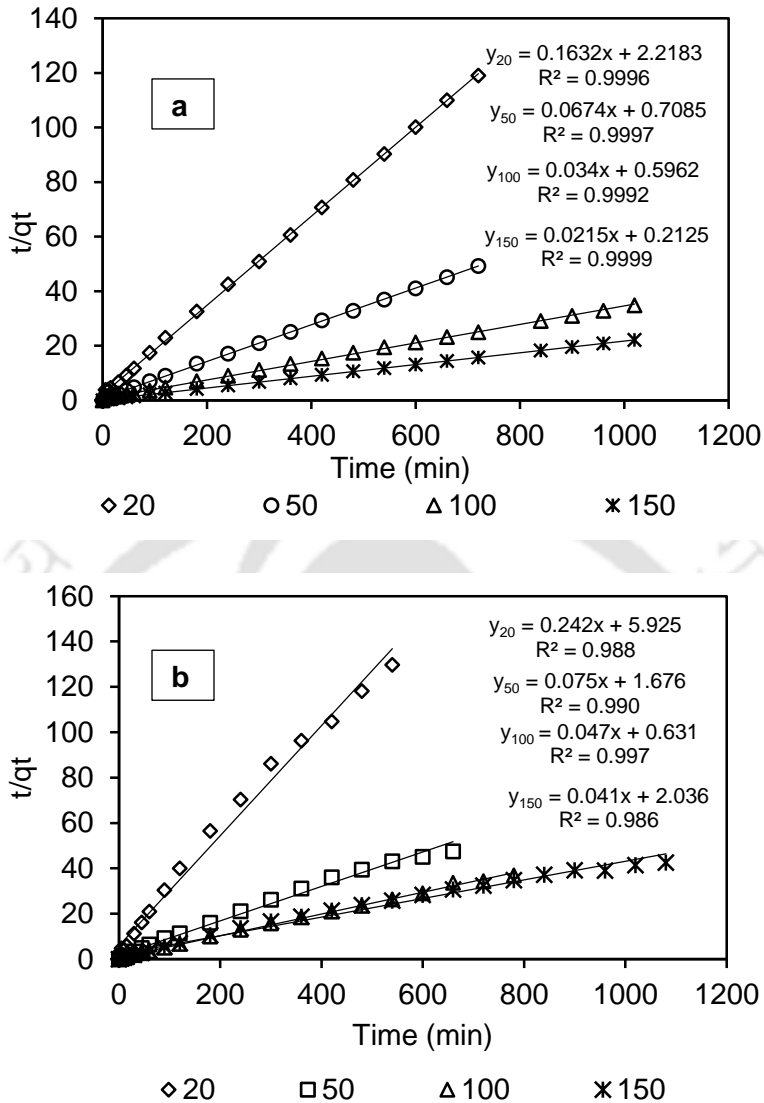 140
120
100
80
60
40
20
0
t/qt
a
y20 = 0.1632x + 2.2183
R² = 0.9996
y50 = 0.0674x + 0.7085
R² = 0.9997
y100 = 0.034x + 0.5962
R² = 0.9992
y150 = 0.0215x + 0.2125
R² = 0.9999
0 200 400 600 800 1000 1200
Time (min)
20 50 100 150
160
140
120
100
80
60
40
20
0
t/qt
b
y20 = 0.242x + 5.925
R² = 0.988
y50 = 0.075x + 1.676
R² = 0.990
y100 = 0.047x + 0.631
R² = 0.997
y150 = 0.041x + 2.036
R² = 0.986
0 200 400 600 800 1000 1200
Time (min)
20 50 100 150